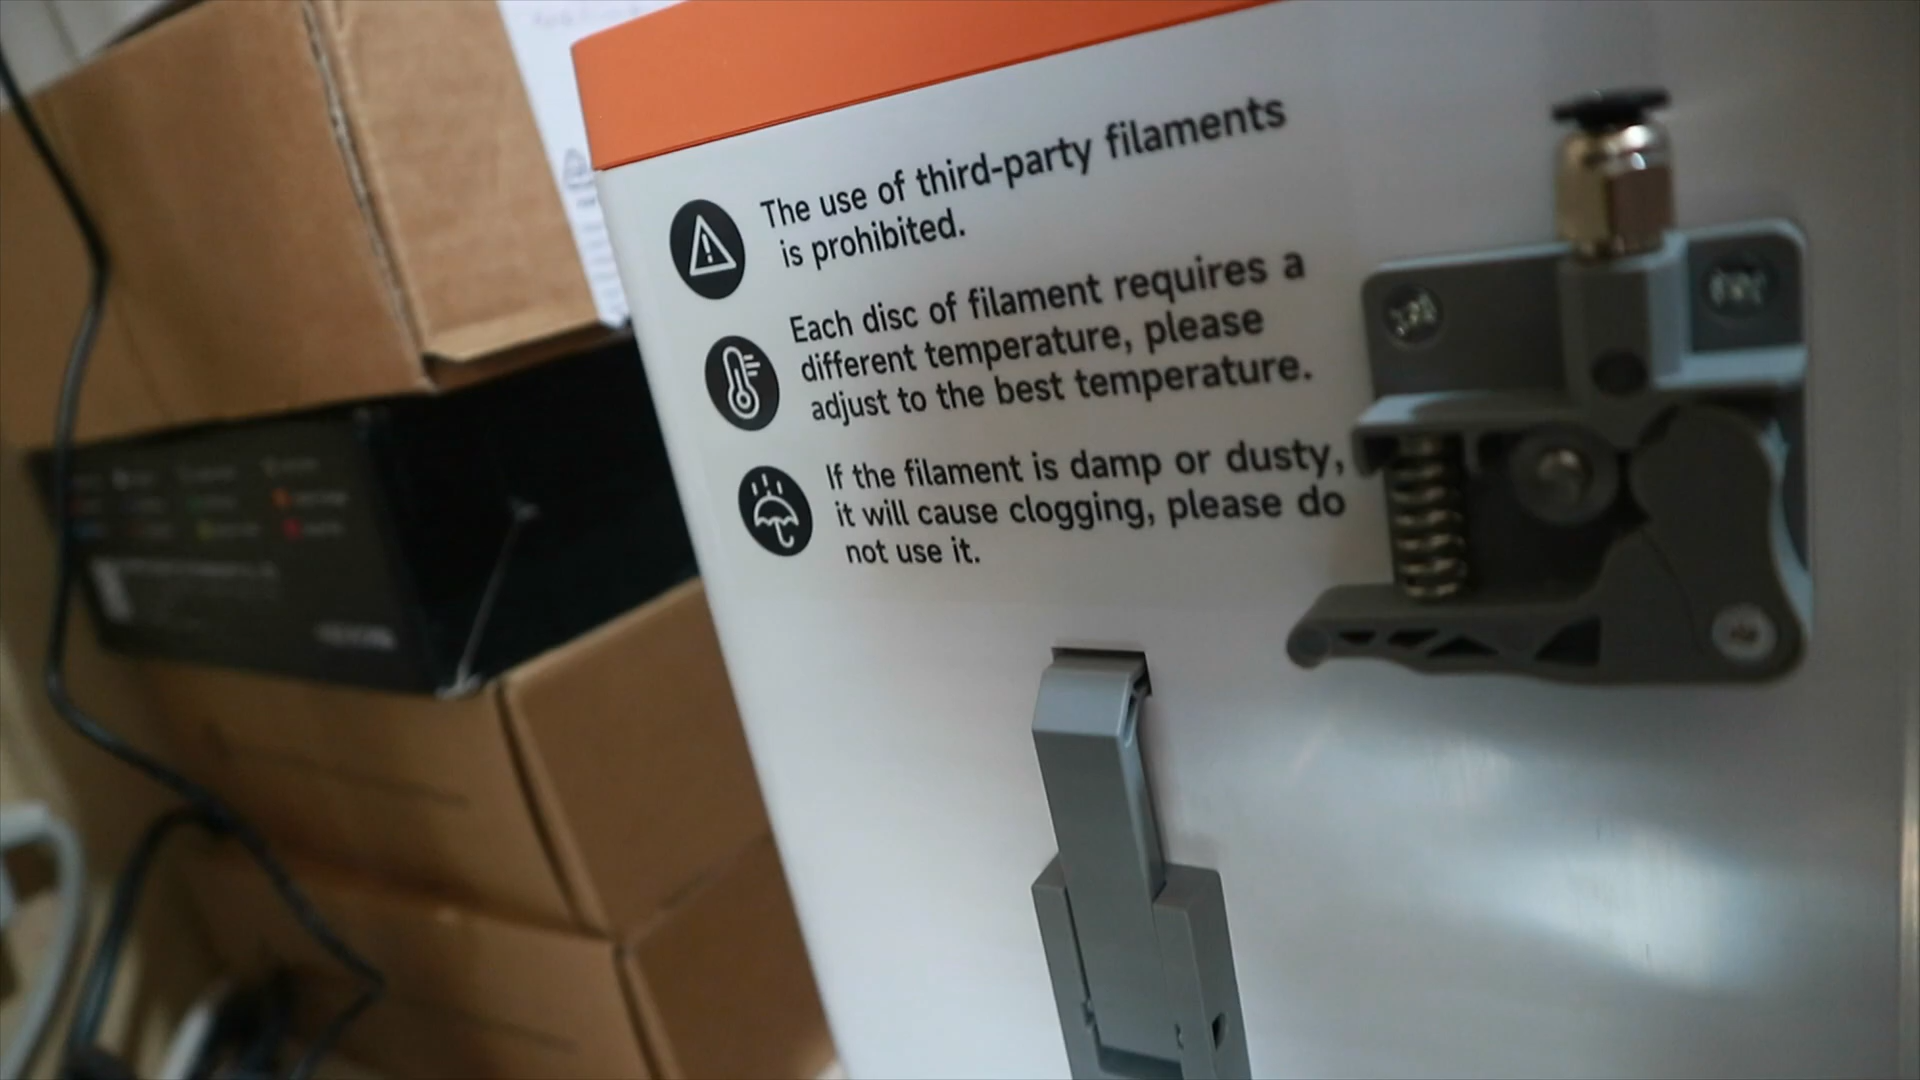 The use of third-party filaments
is prohibited.
Each disc of filament requires a
different temperature, please
adjust to the best temperature.
If the filament is damp or dusty,
it will cause clogging, please do
not use it.